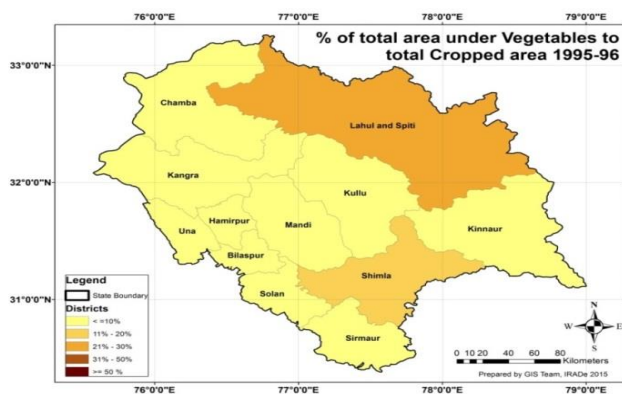 % of total area under Vegetables to
total Cropped area 1995-96
76°0'0"E 77°0'0"E 78°0'0"E 79°0'0"E
33°0'0"N
32°0'0"N
31°0'0"N
Chamba
Lahul and Spiti
Kangra
Kullu
Hamirpur
Mandi
Kinnaur
Una
Bilaspur
Shimla
Solan
Sirmaur
Legend
State Boundary
Districts
< =10%
11% - 20%
21% - 30%
31% - 50%
>= 50 %
N
W E
S
0 10 20 40 60 80
Kilometers
Prepared by GIS Team, IRADe 2015
76°0'0"E 77°0'0"E 78°0'0"E 79°0'0"E